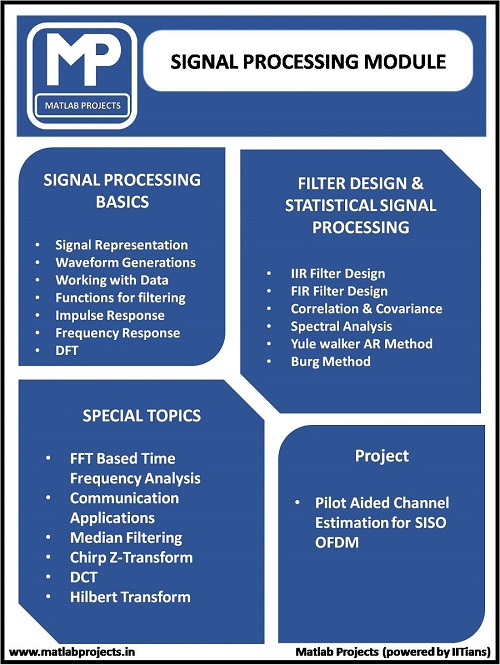 MP
MATLAB PROJECTS
SIGNAL PROCESSING MODULE
SIGNAL PROCESSING
BASICS
• Signal Representation
• Waveform Generations
• Working with Data
• Functions for filtering
• Impulse Response
• Frequency Response
• DFT
FILTER DESIGN &
STATISTICAL SIGNAL
PROCESSING
• IIR Filter Design
• FIR Filter Design
• Correlation & Covariance
• Spectral Analysis
• Yule walker AR Method
• Burg Method
SPECIAL TOPICS
• FFT Based Time
Frequency Analysis
• Communication
Applications
• Median Filtering
• Chirp Z-Transform
• DCT
• Hilbert Transform
Project
• Pilot Aided Channel
Estimation for SISO
OFDM
www.matlabprojects.in
Matlab Projects (powered by IITians)